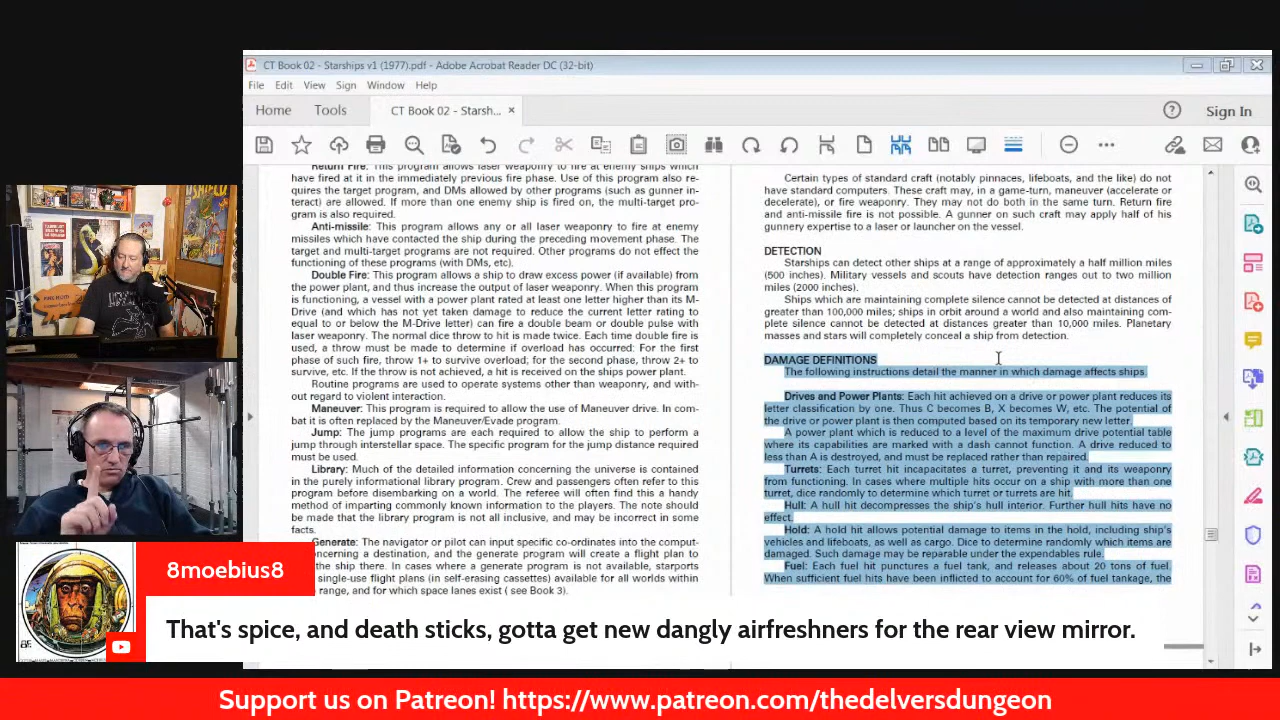 CT Book 02 - Starships v1 (1977).pdf - Adobe Acrobat Reader DC (32-bit)
File Edit View Sign Window Help
Home Tools CT Book 02 - Starsh... × Sign In
Return Fire: This program allows laser weaponry to fire at enemy ships which
have fired at it in the immediately previous fire phase. Use of this program also re-
quires the target program, and DMs allowed by other programs (such as gunner in-
teract) are allowed. If more than one enemy ship is fired on, the multi-target pro-
gram is also required.
Anti-missile: This program allows any or all laser weaponry to fire at enemy
missiles which have contacted the ship during the preceding movement phase. The
target and multi-target programs are not required. Other programs do not effect the
functioning of these programs (with DMs, etc).
Double Fire: This program allows a ship to draw excess power (if available) from
the power plant, and thus increase the output of laser weaponry. When this program
is functioning, a vessel with a power plant rated at least one letter higher than its M-
Drive (and which has not yet taken damage to reduce the current letter rating to
equal to or below the M-Drive letter) can fire a double beam or double pulse with
laser weaponry. The normal dice throw to hit is made twice. Each time double fire is
used, a throw must be made to determine if overload has occurred: For the first
phase of such fire, throw 1+ to survive overload; for the second phase, throw 2+ to
survive, etc. If the throw is not achieved, a hit is received on the ships power plant.
Routine programs are used to operate systems other than weaponry, and with-
out regard to violent interaction.
Maneuver: This program is required to allow the use of Maneuver drive. In com-
bat it is often replaced by the Maneuver/Evade program.
Jump: The jump programs are each required to allow the ship to perform a
jump through interstellar space. The specific program for the jump distance required
must be used.
Library: Much of the detailed information concerning the universe is contained
in the purely informational library program. Crew and passengers often refer to this
program before disembarking on a world. The referee will often find this a handy
method of imparting commonly known information to the players. The note should
be made that the library program is not all inclusive, and may be incorrect in some
facts.
Generate: The navigator or pilot can input specific co-ordinates into the comput-
oncerning a destination, and the generate program will create a flight plan to
the ship there. In cases where a generate program is not available, starports
single-use flight plans (in self-erasing cassettes) available for all worlds within
range, and for which space lanes exist ( see Book 3).
Certain types of standard craft (notably pinnaces, lifeboats, and the like) do not
have standard computers. These craft may, in a game-turn, maneuver (accelerate or
decelerate), or fire weaponry. They may not do both in the same turn. Return fire
and anti-missile fire is not possible. A gunner on such craft may apply half of his
gunnery expertise to a laser or launcher on the vessel.
DETECTION
Starships can detect other ships at a range of approximately a half million miles
(500 inches). Military vessels and scouts have detection ranges out to two million
miles (2000 inches).
Ships which are maintaining complete silence cannot be detected at distances of
greater than 100,000 miles; ships in orbit around a world and also maintaining com-
plete silence cannot be detected at distances greater than 10,000 miles. Planetary
masses and stars will completely conceal a ship from detection.
DAMAGE DEFINITIONS
The following instructions detail the manner in which damage affects ships.
Drives and Power Plants: Each hit achieved on a drive or power plant reduces its
letter classification by one. Thus C becomes B, X becomes W, etc. The potential of
the drive or power plant is then computed based on its temporary new letter.
A power plant which is reduced to a level of the maximum drive potential table
where its capabilities are marked with a dash cannot function. A drive reduced to
less than A is destroyed, and must be replaced rather than repaired.
Turrets: Each turret hit incapacitates a turret, preventing it and its weaponry
from functioning. In cases where multiple hits occur on a ship with more than one
turret, dice randomly to determine which turret or turrets are hit.
Hull: A hull hit decompresses the ship's hull interior. Further hull hits have no
effect.
Hold: A hold hit allows potential damage to items in the hold, including ship's
vehicles and lifeboats, as well as cargo. Dice to determine randomly which items are
damaged. Such damage may be reparable under the expendables rule.
Fuel: Each fuel hit punctures a fuel tank, and releases about 20 tons of fuel.
When sufficient fuel hits have been inflicted to account for 60% of fuel tankage, the
8moebius8
That's spice, and death sticks, gotta get new dangly airfreshners for the rear view mirror.
Support us on Patreon! https://www.patreon.com/thedelversdungeon